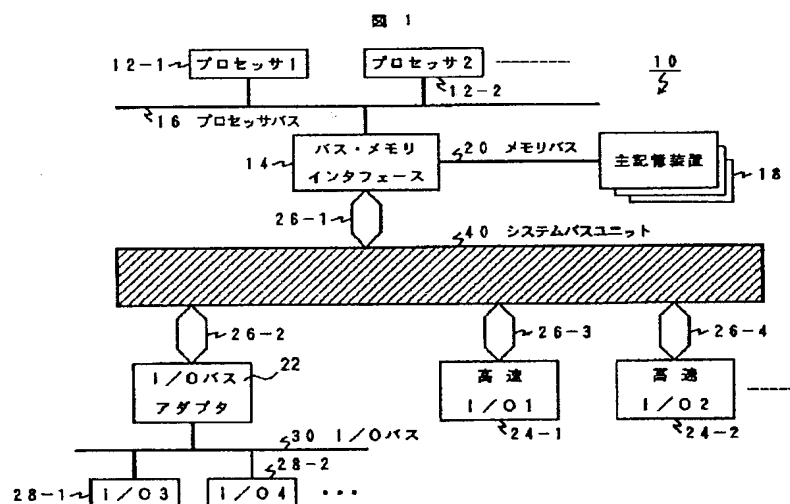 図 1
12-1 プロセッサ1 プロセッサ2 10
12-2
16 プロセッサバス
14 バス・メモリ 20 メモリバス 主記憶装置 18
インタフェース
26-1
40 システムバスユニット
26-2 26-3 26-4
I/Oバス 22 高速 高速
アダプタ I/O1 I/O2
24-1 24-2
30 I/Oバス
28-2
28-1 I/O3 I/O4 ・・・